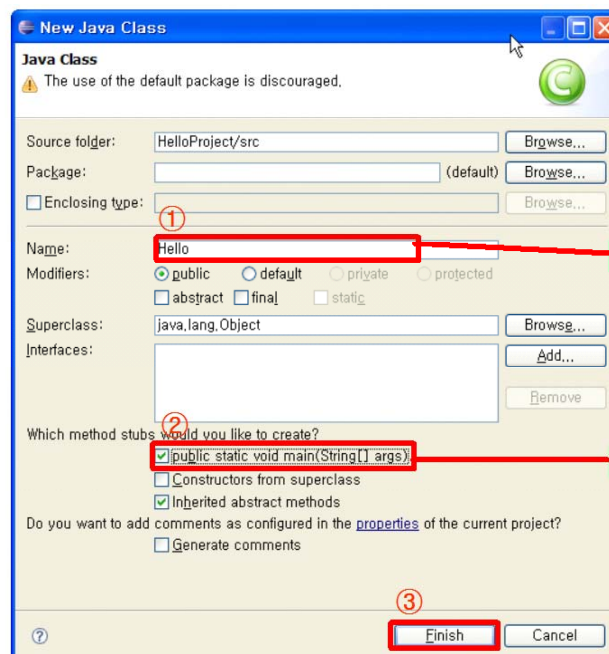 New Java Class
Java Class
The use of the default package is discouraged.
Source folder: HelloProject/src Browse...
Package: (default) Browse...
Enclosing type: Browse...
①
Name: Hello
Modifiers: public default private protected
abstract final static
Superclass: java.lang.Object Browse...
Interfaces: Add...
Remove
②
Which method stubs would you like to create?
public static void main(String[] args)
Constructors from superclass
Inherited abstract methods
Do you want to add comments as configured in the properties of the current project?
Generate comments
③
? Finish Cancel